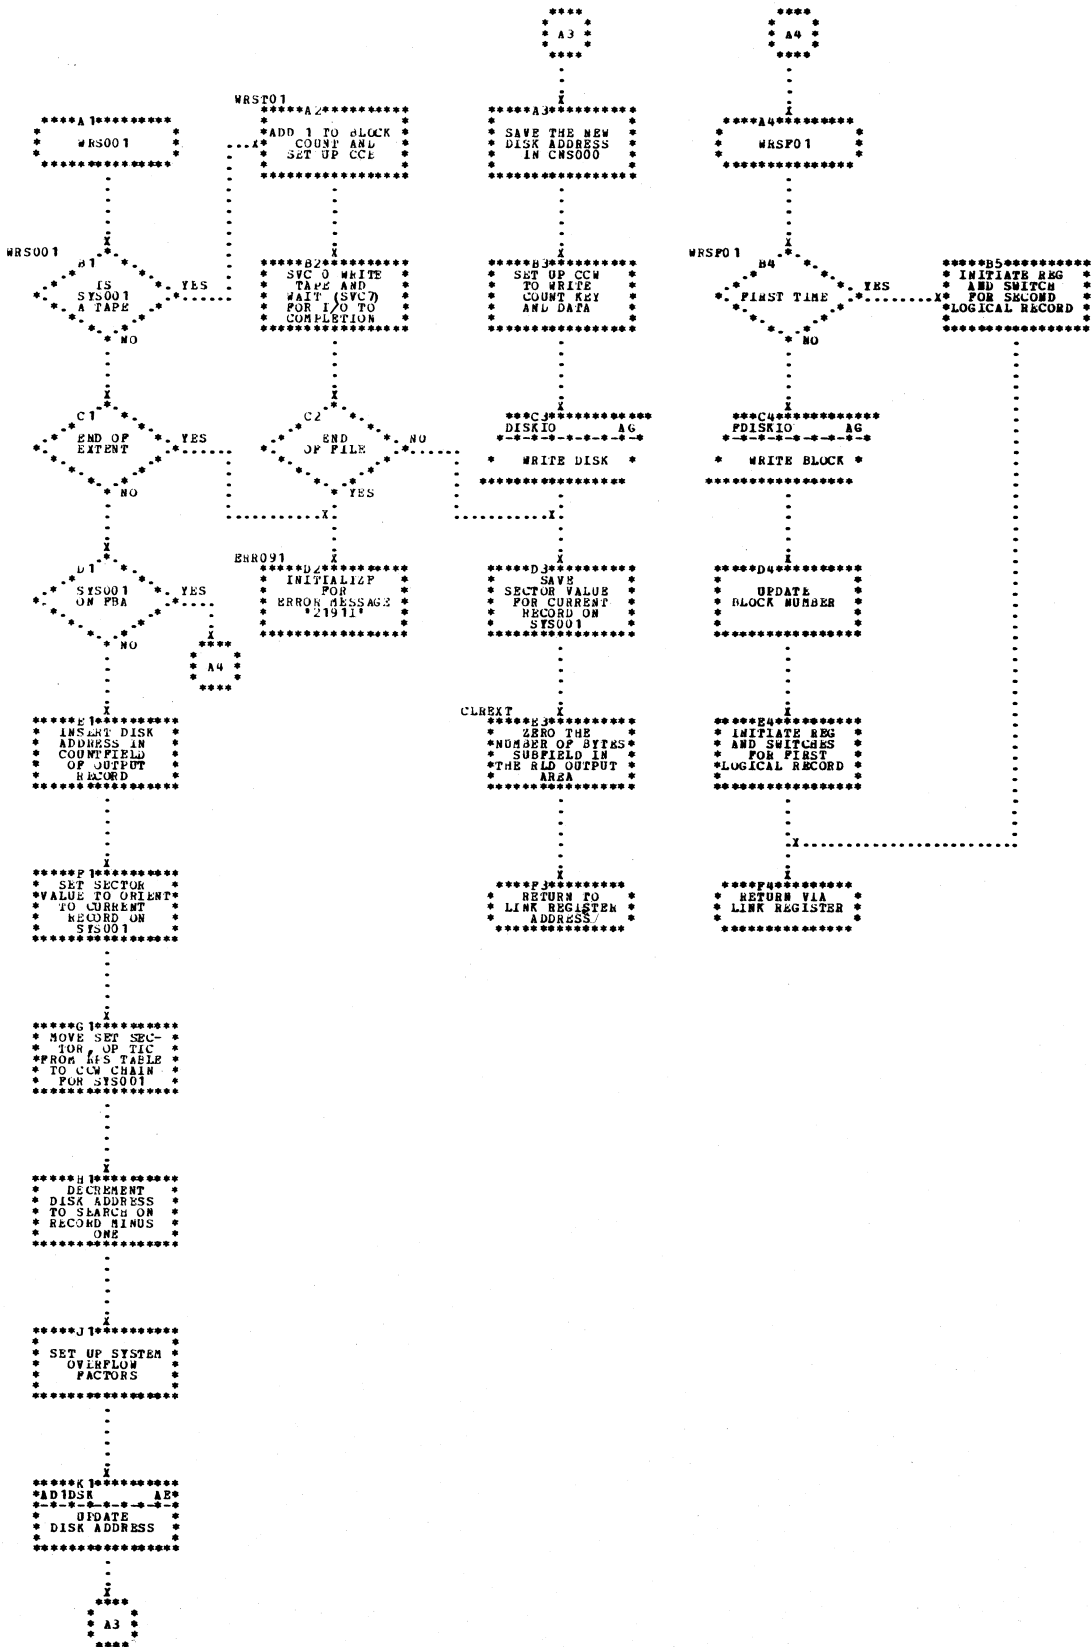 A3
A4
WRST01
A1
WRS001
A2
ADD 1 TO BLOCK
COUNT AND
SET UP CCB
A3
SAVE THE NEW
DISK ADDRESS
IN CNS000
A4
WRSF01
WRS001
B1
IS
SYS001
A TAPE
YES
NO
B2
SVC 0 WRITE
TAPE AND
WAIT (SVC7)
FOR I/O TO
COMPLETION
B3
SET UP CCW
TO WRITE
COUNT KEY
AND DATA
WRSF01
B4
FIRST TIME
YES
NO
B5
INITIATE REG
AND SWITCH
FOR SECOND
LOGICAL RECORD
C1
END OF
EXTENT
YES
NO
C2
END
OF FILE
NO
YES
C3
DISKIO AG
WRITE DISK
C4
FDISKIO AG
WRITE BLOCK
D1
SYS001
ON FBA
YES
NO
A4
ERR091
D2
INITIALIZE
FOR
ERROR MESSAGE
'2191I'
D3
SAVE
SECTOR VALUE
FOR CURRENT
RECORD ON
SYS001
D4
UPDATE
BLOCK NUMBER
E1
INSERT DISK
ADDRESS IN
COUNTFIELD
OF OUTPUT
RECORD
CLREXT
E3
ZERO THE
NUMBER OF BYTES
SUBFIELD IN
THE RLD OUTPUT
AREA
E4
INITIATE REG
AND SWITCHES
FOR FIRST
LOGICAL RECORD
F1
SET SECTOR
VALUE TO ORIENT
TO CURRENT
RECORD ON
SYS001
F3
RETURN TO
LINK REGISTER
ADDRESS
F4
RETURN VIA
LINK REGISTER
G1
MOVE SET SEC-
TOR, OP TIC
FROM RPS TABLE
TO CCW CHAIN
FOR SYS001
H1
DECREMENT
DISK ADDRESS
TO SEARCH ON
RECORD MINUS
ONE
J1
SET UP SYSTEM
OVERFLOW
FACTORS
K1
AD1DSK AE
UPDATE
DISK ADDRESS
A3